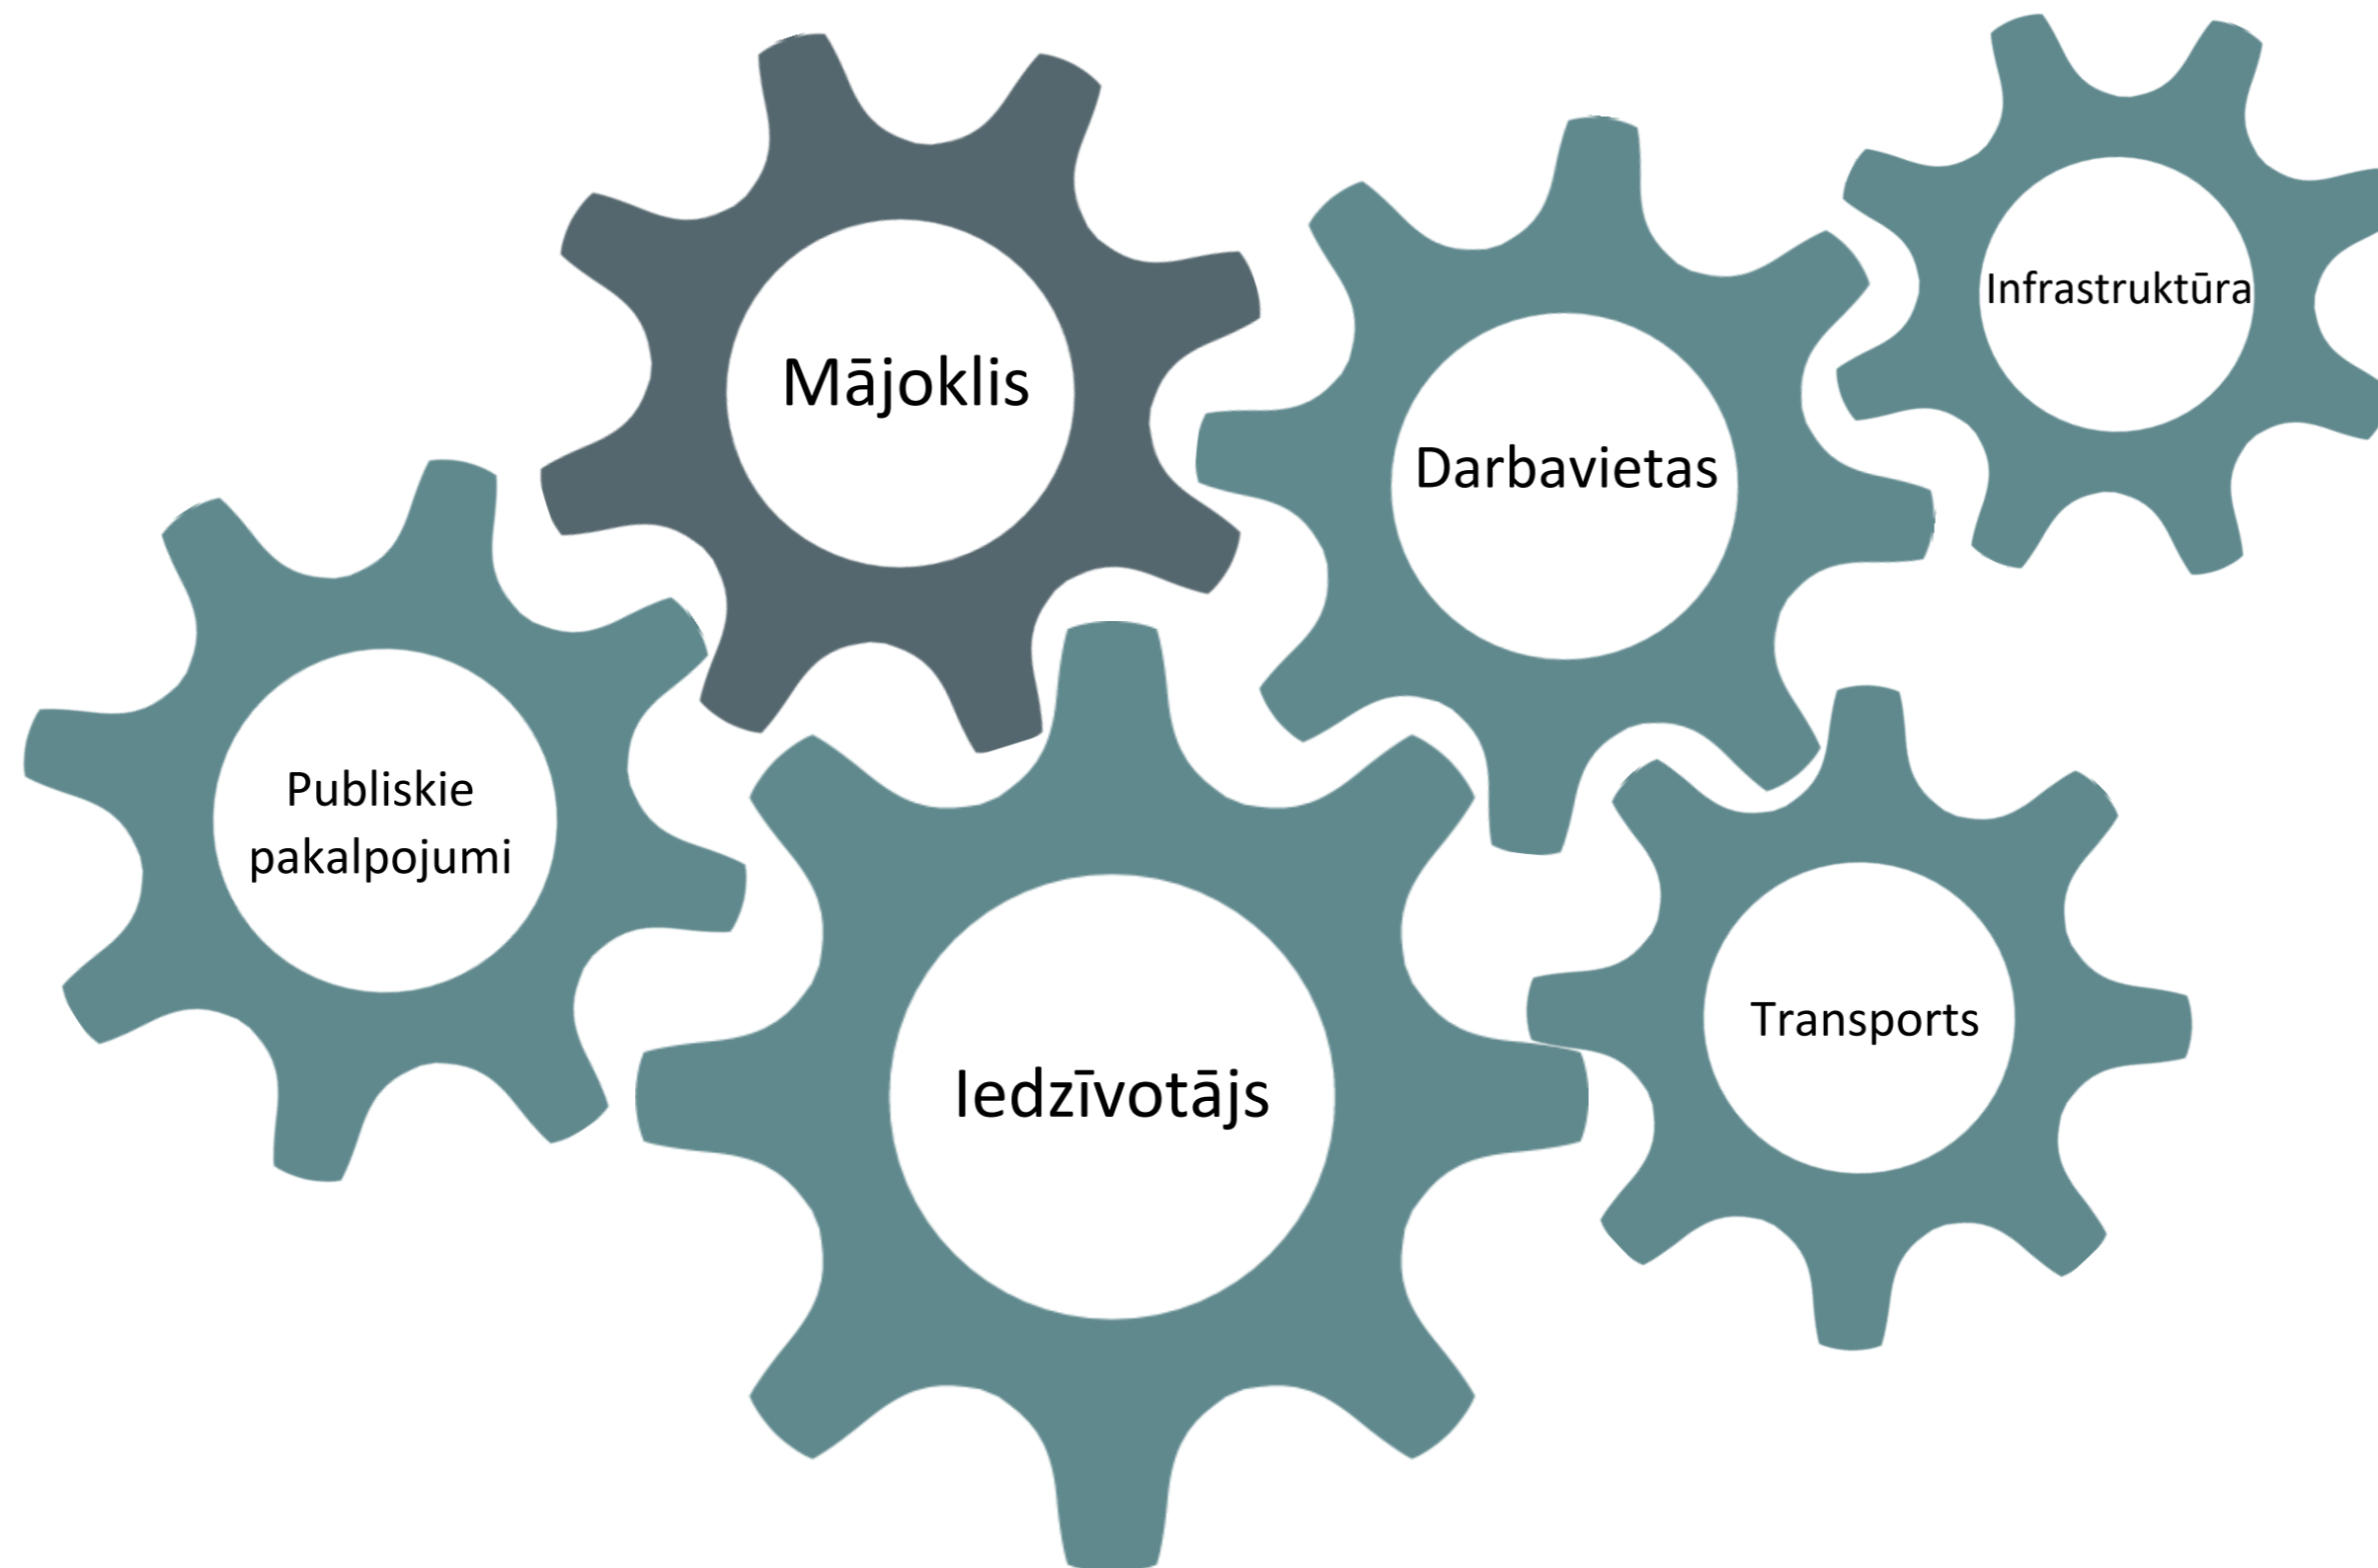 Infrastruktūra
Mājoklis
Darbavietas
Publiskie
pakalpojumi
Transports
Iedzīvotājs